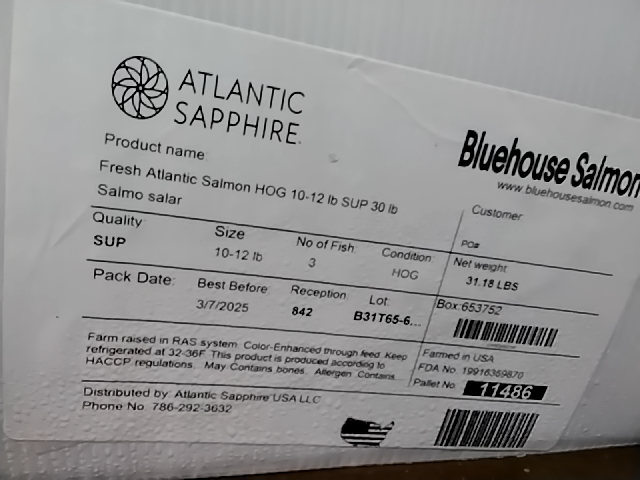 ATLANTIC
SAPPHIRE
Bluehouse Salmon
www.bluehousesalmon.com
Product name
Fresh Atlantic Salmon HOG 10-12 lb SUP 30 lb
Salmo salar
Customer
PO#
Quality
Size
No of Fish
Condition
SUP
10-12 lb
3
HOG
Net weight
31.18 LBS
Pack Date:
Best Before
Reception
Lot:
3/7/2025
842
B31T65-6...
Box:653752
Farm raised in RAS system. Color-Enhanced through feed. Keep
refrigerated at 32-36F. This product is produced according to
HACCP regulations. May Contains bones. Allergen Contains
Farmed in USA
FDA No. 19916369870
Pallet No. 11486
Distributed by: Atlantic Sapphire USA LLC
Phone No. 786-292-3632